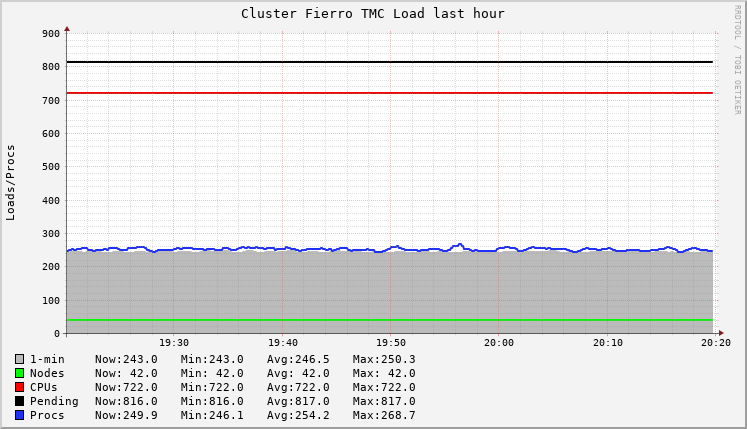 Cluster Fierro TMC Load last hour
RRDTOOL / TOBI OETIKER
Loads/Procs
900
800
700
600
500
400
300
200
100
0
19:30 19:40 19:50 20:00 20:10 20:20
1-min Now:243.0 Min:243.0 Avg:246.5 Max:250.3
Nodes Now: 42.0 Min: 42.0 Avg: 42.0 Max: 42.0
CPUs Now:722.0 Min:722.0 Avg:722.0 Max:722.0
Pending Now:816.0 Min:816.0 Avg:817.0 Max:817.0
Procs Now:249.9 Min:246.1 Avg:254.2 Max:268.7